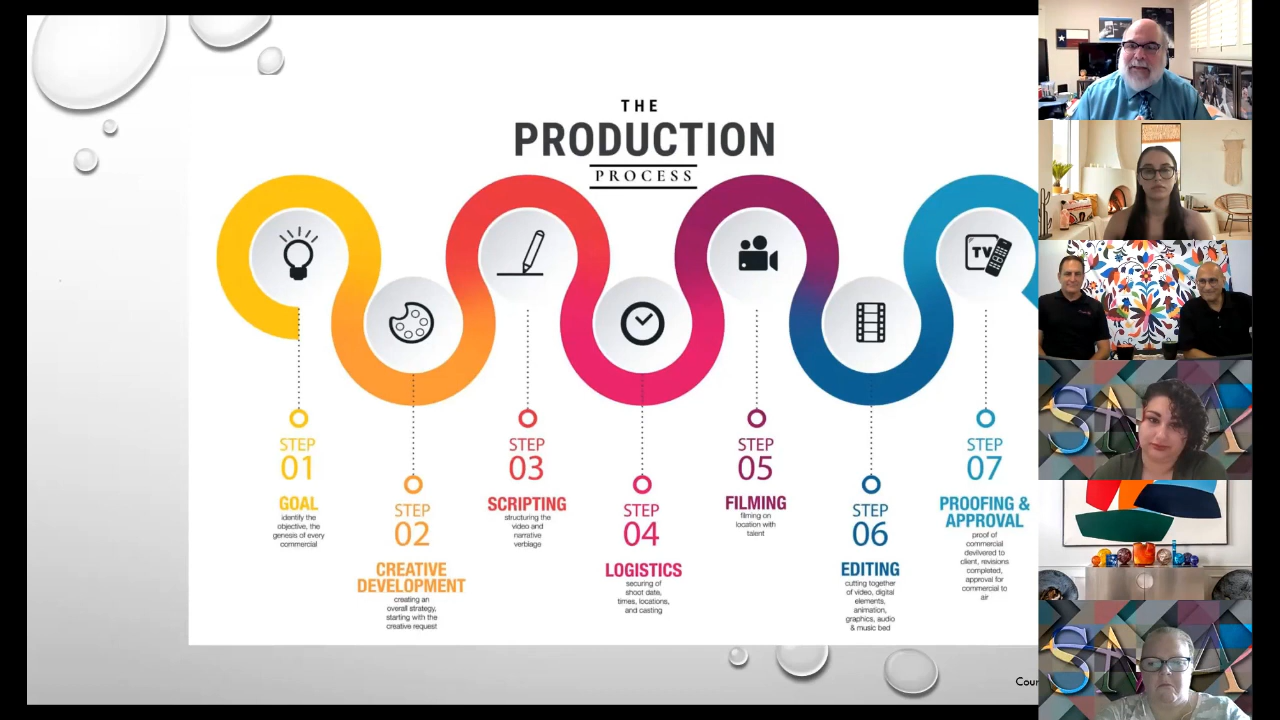 THE
PRODUCTION
PROCESS
TV
STEP
01
GOAL
identify the
objective, the
genesis of every
commercial
STEP
02
CREATIVE
DEVELOPMENT
creating an
overall strategy,
starting with the
creative request
STEP
03
SCRIPTING
structuring the
video and
narrative
verbiage
STEP
04
LOGISTICS
securing of
shoot date,
times, locations,
and casting
STEP
05
FILMING
filming on
location with
talent
STEP
06
EDITING
cutting together
of video, digital
elements,
animation,
graphics, audio
& music bed
STEP
07
PROOFING &
APPROVAL
proof of
commercial
devilvered to
client, revisions
completed,
approval for
commercial to
air